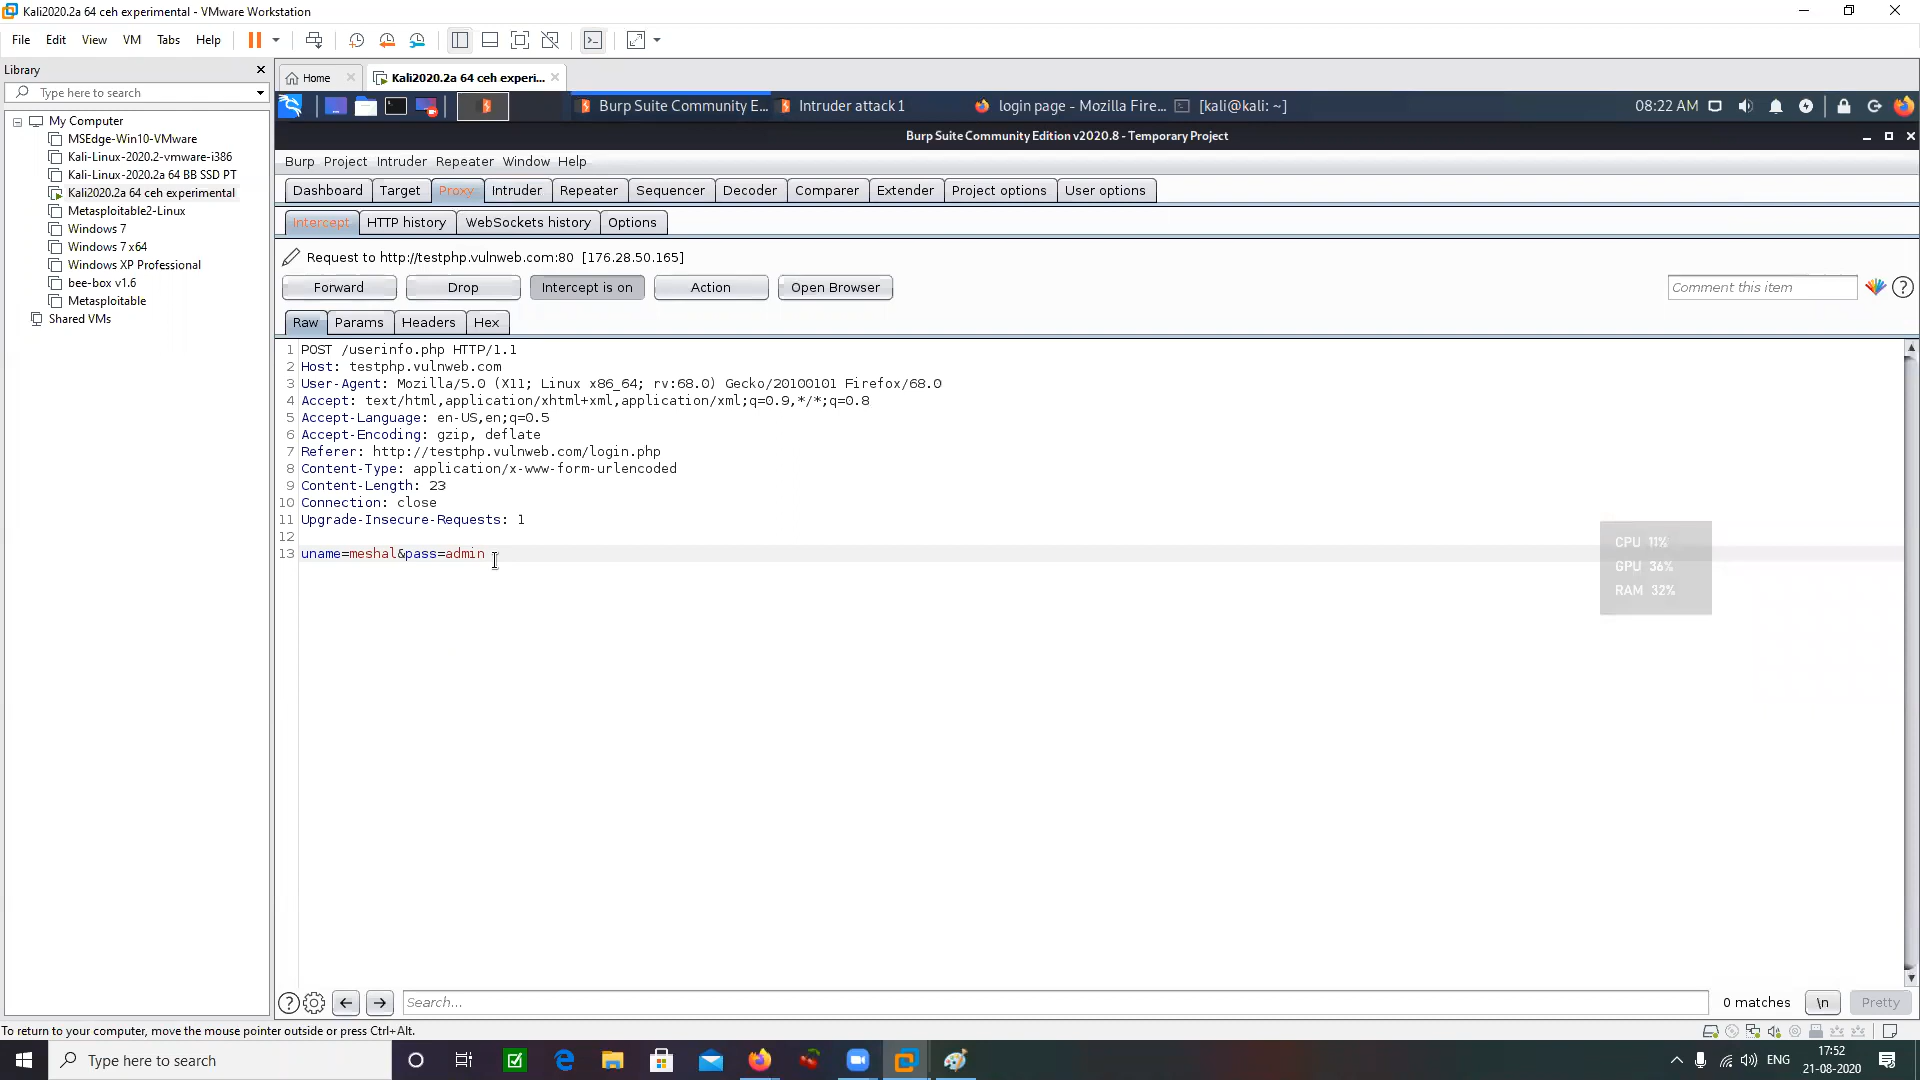 Kali2020.2a 64 ceh experimental - VMware Workstation
File Edit View VM Tabs Help
Library
Type here to search
My Computer
MSEdge-Win10-VMware
Kali-Linux-2020.2-vmware-i386
Kali-Linux-2020.2a 64 BB SSD PT
Kali2020.2a 64 ceh experimental
Metasploitable2-Linux
Windows 7
Windows 7 x64
Windows XP Professional
bee-box v1.6
Metasploitable
Shared VMs
Home Kali2020.2a 64 ceh experi...
Burp Suite Community E... Intruder attack 1 login page - Mozilla Fire... [kali@kali: ~] 08:22 AM
Burp Suite Community Edition v2020.8 - Temporary Project
Burp Project Intruder Repeater Window Help
Dashboard Target Proxy Intruder Repeater Sequencer Decoder Comparer Extender Project options User options
Intercept HTTP history WebSockets history Options
Request to http://testphp.vulnweb.com:80 [176.28.50.165]
Forward Drop Intercept is on Action Open Browser Comment this item ?
Raw Params Headers Hex
1 POST /userinfo.php HTTP/1.1
2 Host: testphp.vulnweb.com
3 User-Agent: Mozilla/5.0 (X11; Linux x86_64; rv:68.0) Gecko/20100101 Firefox/68.0
4 Accept: text/html,application/xhtml+xml,application/xml;q=0.9,*/*;q=0.8
5 Accept-Language: en-US,en;q=0.5
6 Accept-Encoding: gzip, deflate
7 Referer: http://testphp.vulnweb.com/login.php
8 Content-Type: application/x-www-form-urlencoded
9 Content-Length: 23
10 Connection: close
11 Upgrade-Insecure-Requests: 1
12
13 uname=meshal&pass=admin
CPU 11%
GPU 36%
RAM 32%
? Search... 0 matches \n Pretty
To return to your computer, move the mouse pointer outside or press Ctrl+Alt.
Type here to search ENG 17:52
21-08-2020